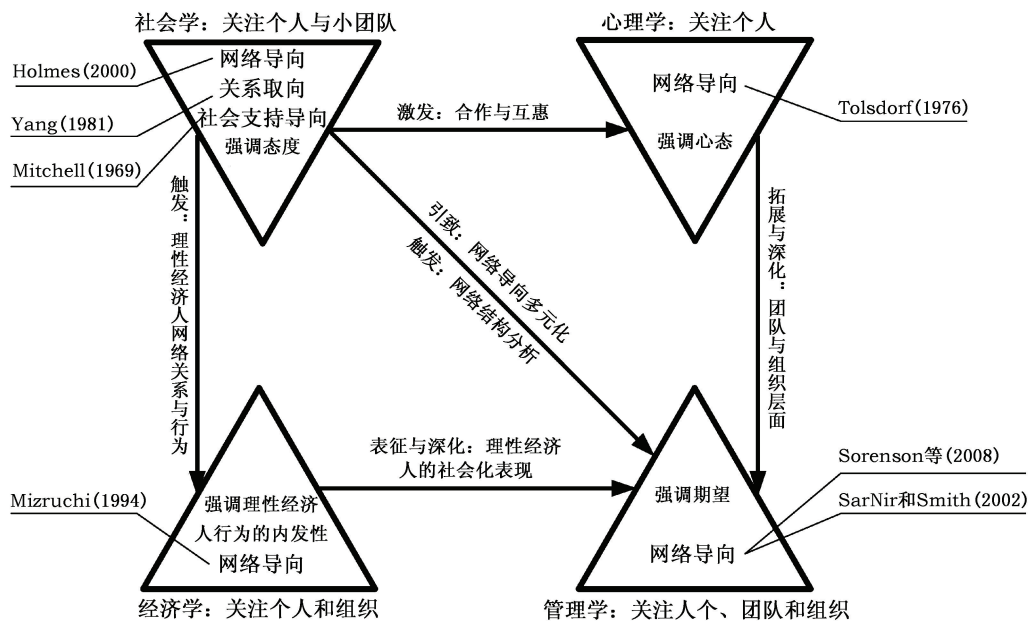 社会学：关注个人与小团队
心理学：关注个人
Holmes(2000)
Yang(1981)
Mitchell(1969)
网络导向
关系取向
社会支持导向
强调态度
激发：合作与互惠
网络导向
强调心态
Tolsdorf(1976)
触发：理性经济人网络关系与行为
引致：网络导向多元化
触发：网络结构分析
拓展与深化：团队与组织层面
表征与深化：理性经济
人的社会化表现
Mizruchi(1994)
强调理性经济
人行为的内发性
网络导向
强调期望
网络导向
Sorenson等(2008)
SarNir和Smith(2002)
经济学：关注个人和组织
管理学：关注人个、团队和组织